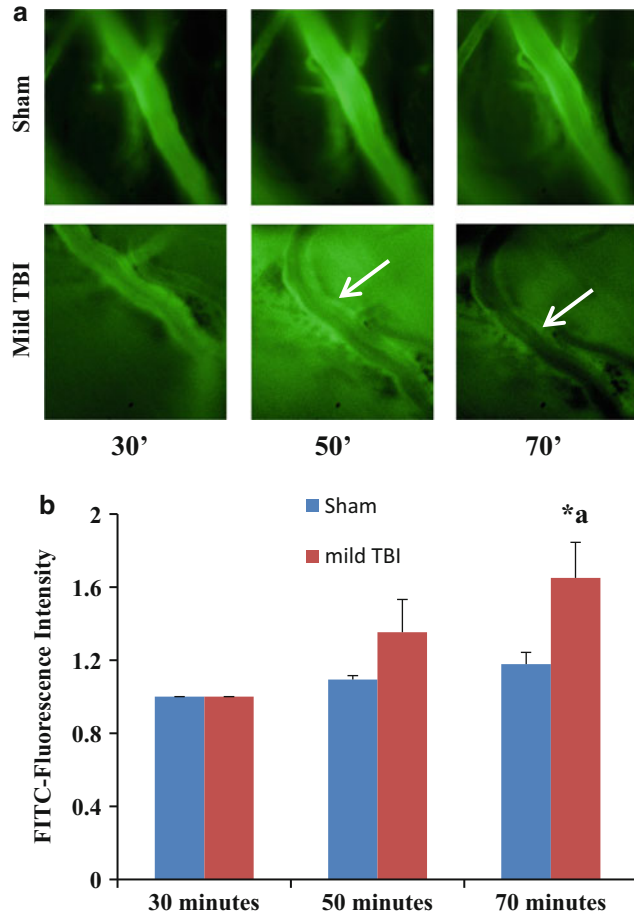 a
Sham
Mild TBI
30’ 50’ 70’
b
Sham
mild TBI
*a
FITC-Fluorescence Intensity
2
1.6
1.2
0.8
0.4
0
30 minutes 50 minutes 70 minutes